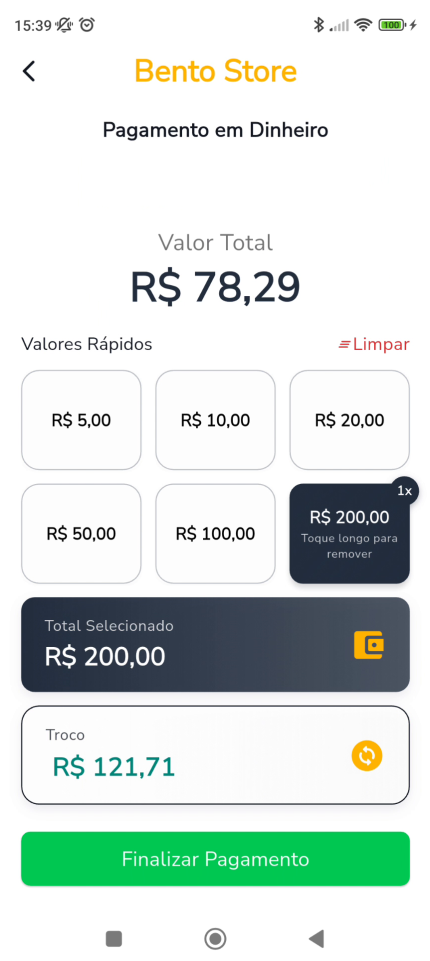 15:39
100
Bento Store
Pagamento em Dinheiro
Valor Total
R$ 78,29
Valores Rápidos
Limpar
R$ 5,00
R$ 10,00
R$ 20,00
R$ 50,00
R$ 100,00
1x
R$ 200,00
Toque longo para
remover
Total Selecionado
R$ 200,00
Troco
R$ 121,71
Finalizar Pagamento